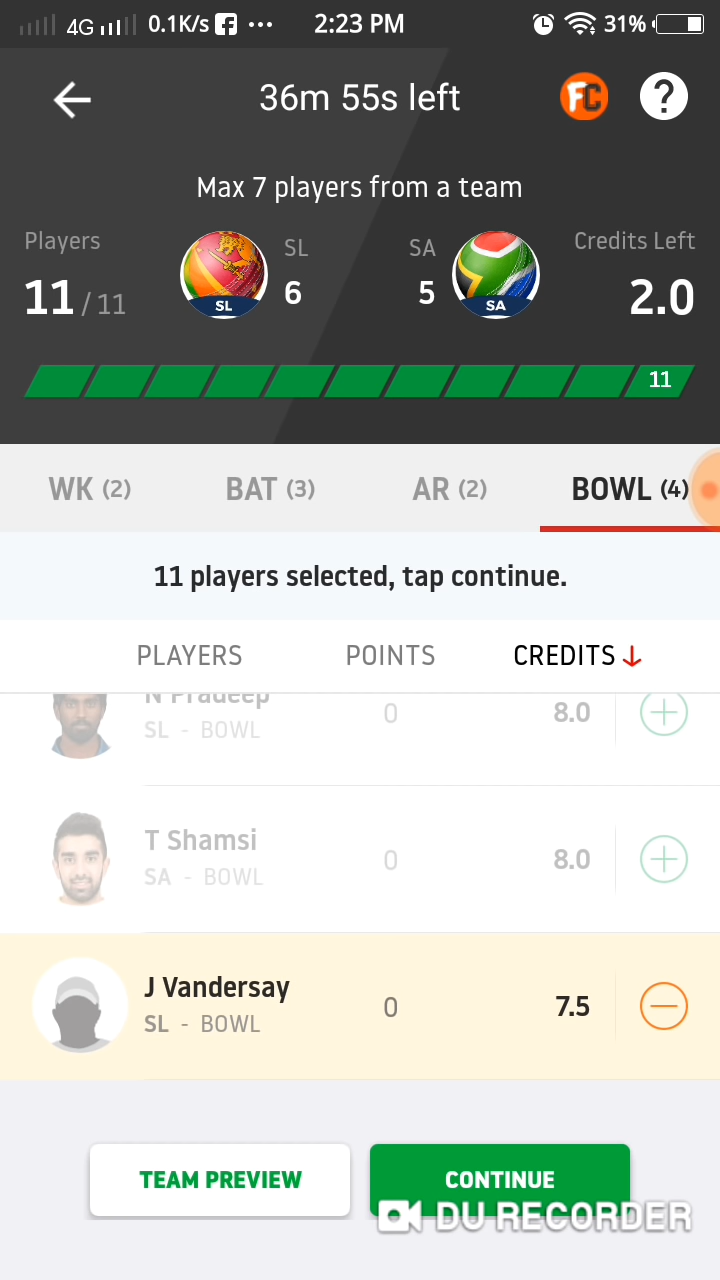 4G 0.1K/s ... 2:23 PM 31%
36m 55s left FC ?
Max 7 players from a team
Players SL SA Credits Left
11 / 11 6 5 2.0
SL SA
11
WK (2) BAT (3) AR (2) BOWL (4)
11 players selected, tap continue.
PLAYERS POINTS CREDITS ↓
N Pradeep 0 8.0
SL - BOWL
T Shamsi 0 8.0
SA - BOWL
J Vandersay 0 7.5
SL - BOWL
TEAM PREVIEW CONTINUE
DU RECORDER